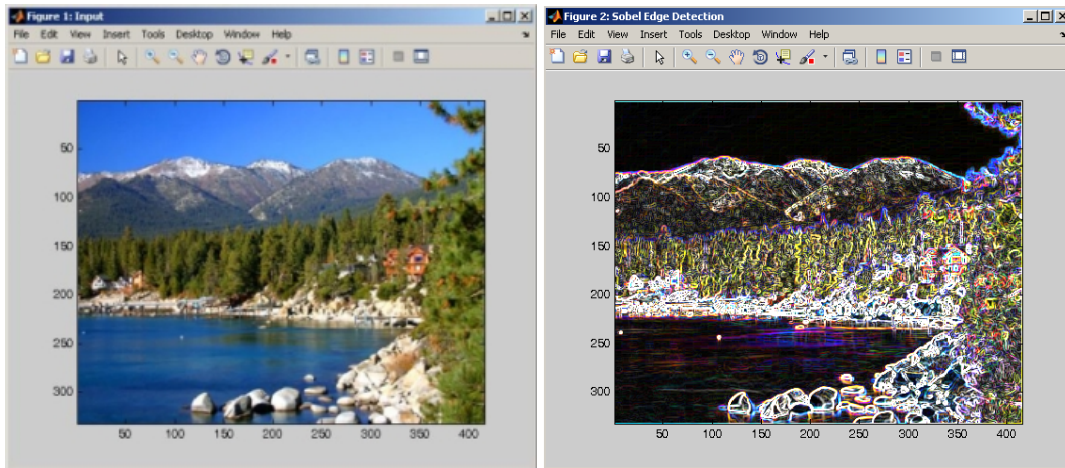 Figure 1: Input
File Edit View Insert Tools Desktop Window Help
50
100
150
200
250
300
50 100 150 200 250 300 350 400
Figure 2: Sobel Edge Detection
File Edit View Insert Tools Desktop Window Help
50
100
150
200
250
300
50 100 150 200 250 300 350 400